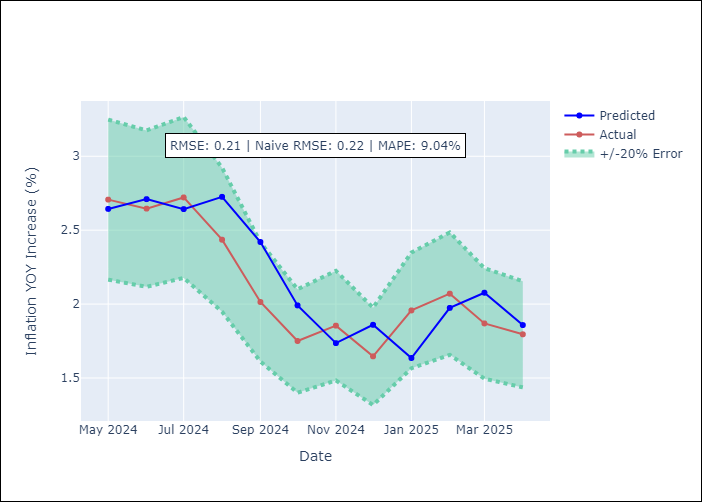 RMSE: 0.21 | Naive RMSE: 0.22 | MAPE: 9.04%
Predicted
Actual
+/-20% Error
Inflation YOY Increase (%)
3
2.5
2
1.5
May 2024
Jul 2024
Sep 2024
Nov 2024
Jan 2025
Mar 2025
Date